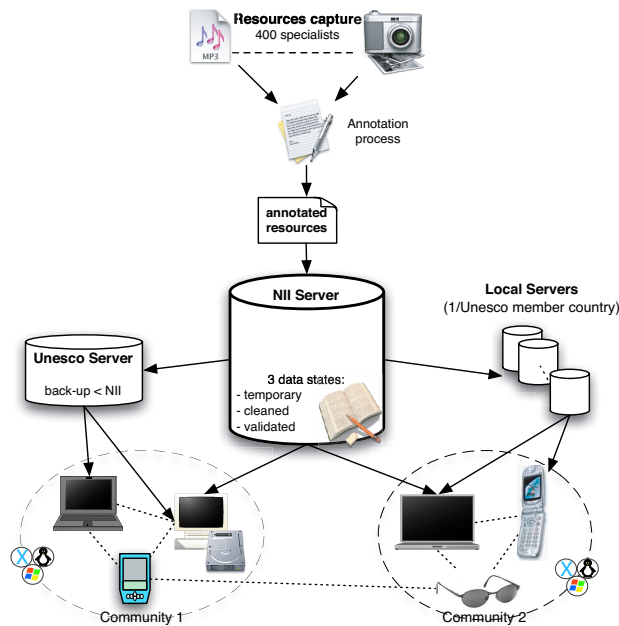 Resources capture
400 specialists
MP3
Annotation
process
annotated
resources
NII Server
Local Servers
(1/Unesco member country)
Unesco Server
back-up < NII
3 data states:
- temporary
- cleaned
- validated
X
X
Community 1
Community 2